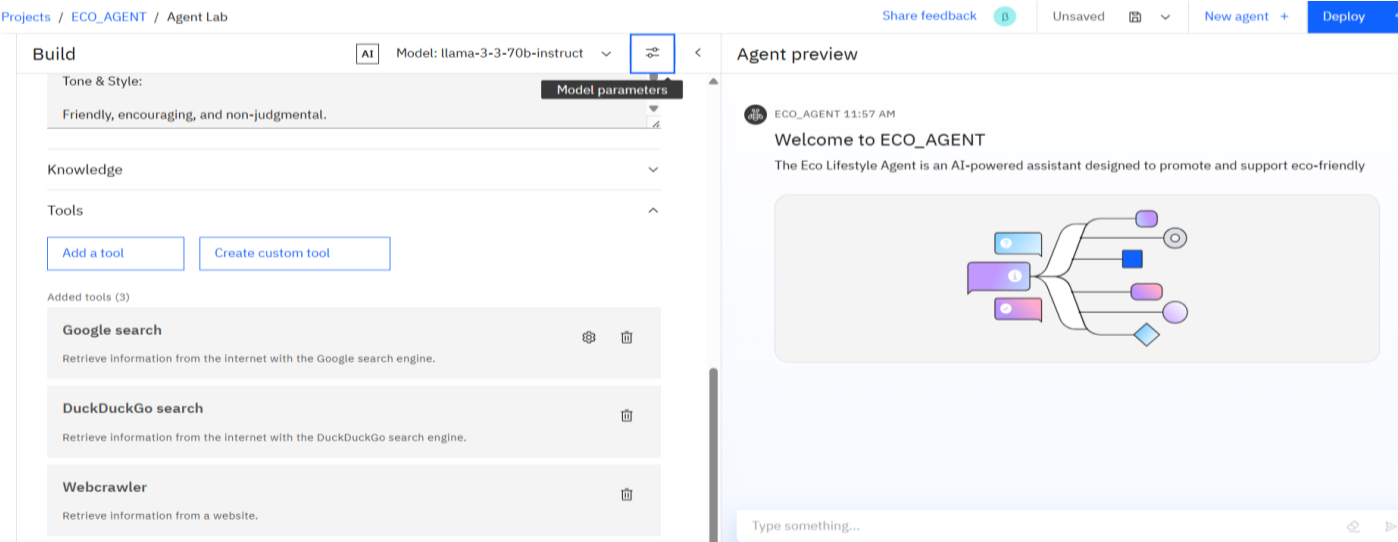 Projects / ECO_AGENT / Agent Lab
Share feedback β Unsaved New agent + Deploy
Build
AI Model: llama-3-3-70b-instruct
Model parameters
Tone & Style:
Friendly, encouraging, and non-judgmental.
Knowledge
Tools
Add a tool
Create custom tool
Added tools (3)
Google search
Retrieve information from the internet with the Google search engine.
DuckDuckGo search
Retrieve information from the internet with the DuckDuckGo search engine.
Webcrawler
Retrieve information from a website.
Agent preview
ECO_AGENT 11:57 AM
Welcome to ECO_AGENT
The Eco Lifestyle Agent is an AI-powered assistant designed to promote and support eco-friendly
Type something...